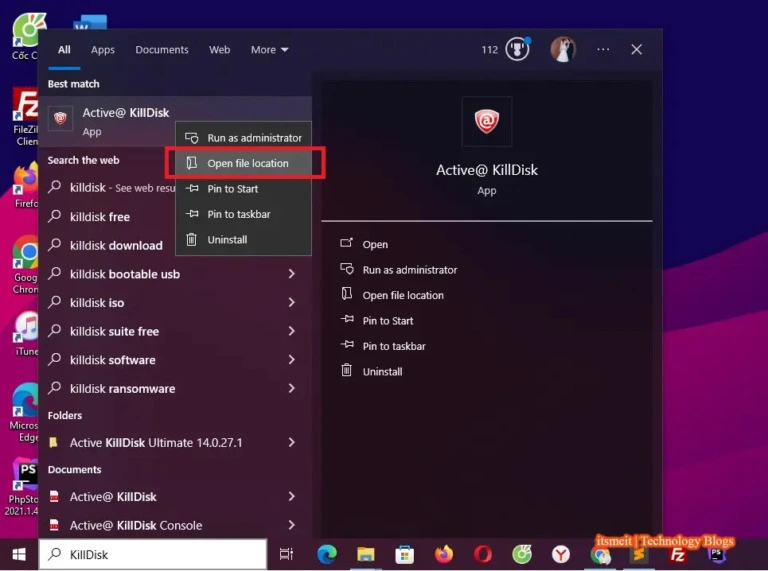 Cốc C
FileZil
Clien
Firefo
Goog
Chron
iTune
Micros
Edge
PS
PhpSto
2021.1.4
All
Apps
Documents
Web
More
112
Best match
Active@ KillDisk
App
Run as administrator
Open file location
Pin to Start
Pin to taskbar
Uninstall
Search the web
killdisk - See web resu
killdisk free
killdisk download
killdisk bootable usb
killdisk iso
killdisk suite free
killdisk software
killdisk ransomware
Folders
Active KillDisk Ultimate 14.0.27.1
Documents
Active@ KillDisk
Active@ KillDisk Console
Active@ KillDisk
App
Open
Run as administrator
Open file location
Pin to Start
Pin to taskbar
Uninstall
KillDisk
itsmeit | Technology Blogs